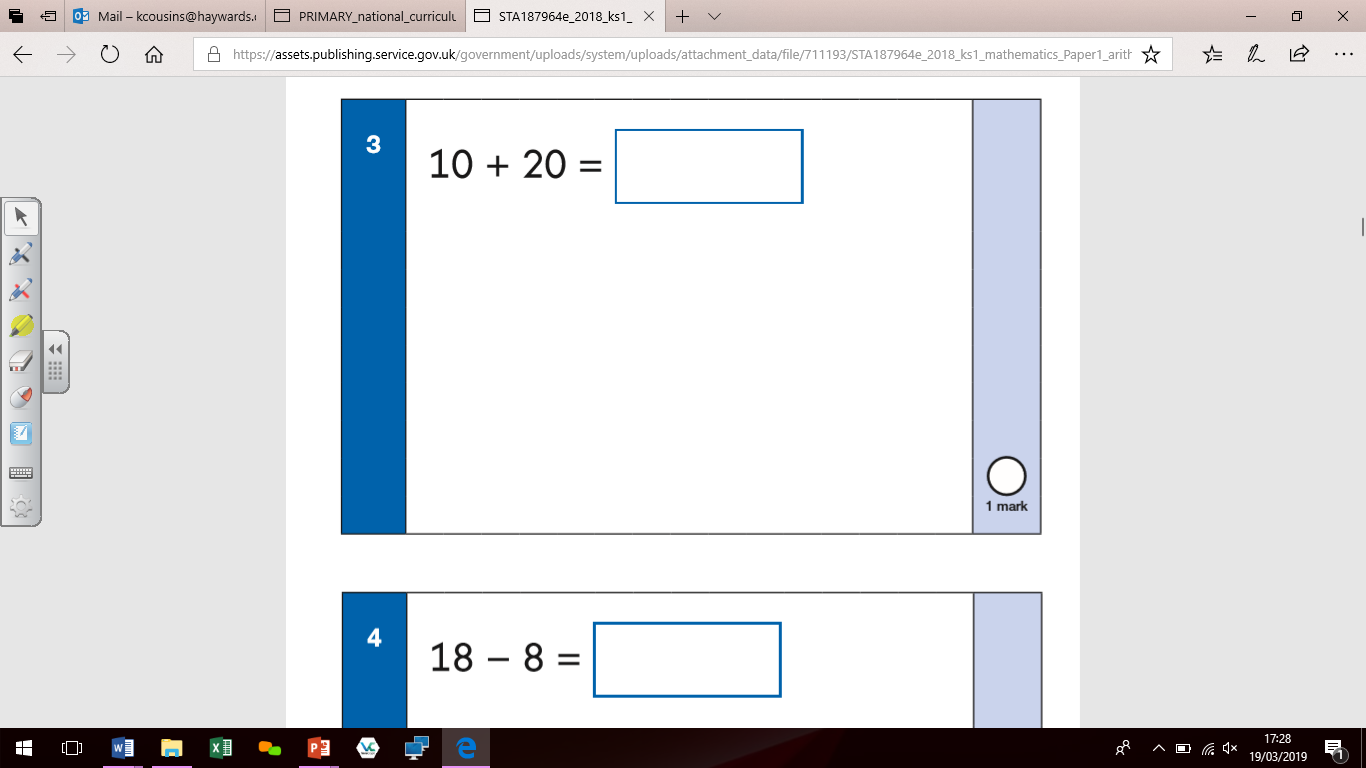 Mail – kcousins@haywards.
PRIMARY_national_curricul
STA187964e_2018_ks1_
https://assets.publishing.service.gov.uk/government/uploads/system/uploads/attachment_data/file/711193/STA187964e_2018_ks1_mathematics_Paper1_arith
3
10 + 20 =
1 mark
4
18 – 8 =
17:28
19/03/2019
1